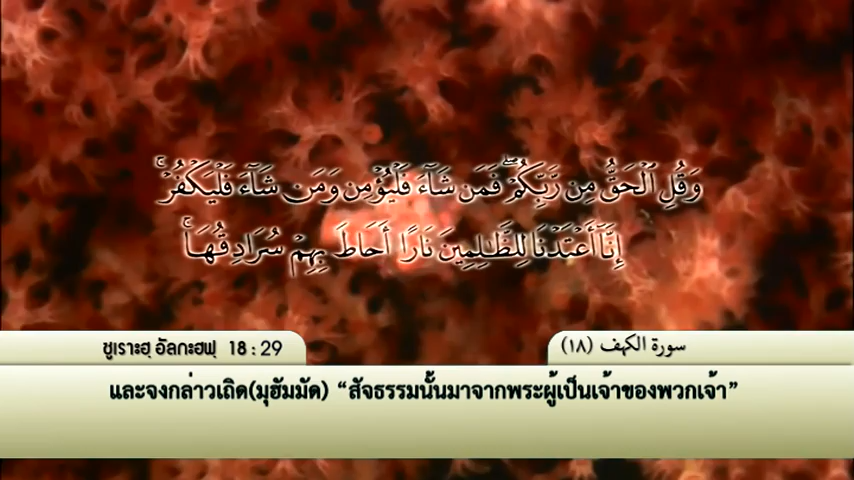 وَقُلِ ٱلْحَقُّ مِن رَّبِّكُمْ ۖ فَمَن شَآءَ فَلْيُؤْمِن وَمَن شَآءَ فَلْيَكْفُرْ ۚ
إِنَّآ أَعْتَدْنَا لِلظَّـٰلِمِينَ نَارًا أَحَاطَ بِهِمْ سُرَادِقُهَا ۚ
ซูเราะฮฺ อัลกะฮฟฺ 18 : 29
سورة الكهف (١٨)
และจงกล่าวเถิด(มุฮัมมัด) “สัจธรรมนั้นมาจากพระผู้เป็นเจ้าของพวกเจ้า”